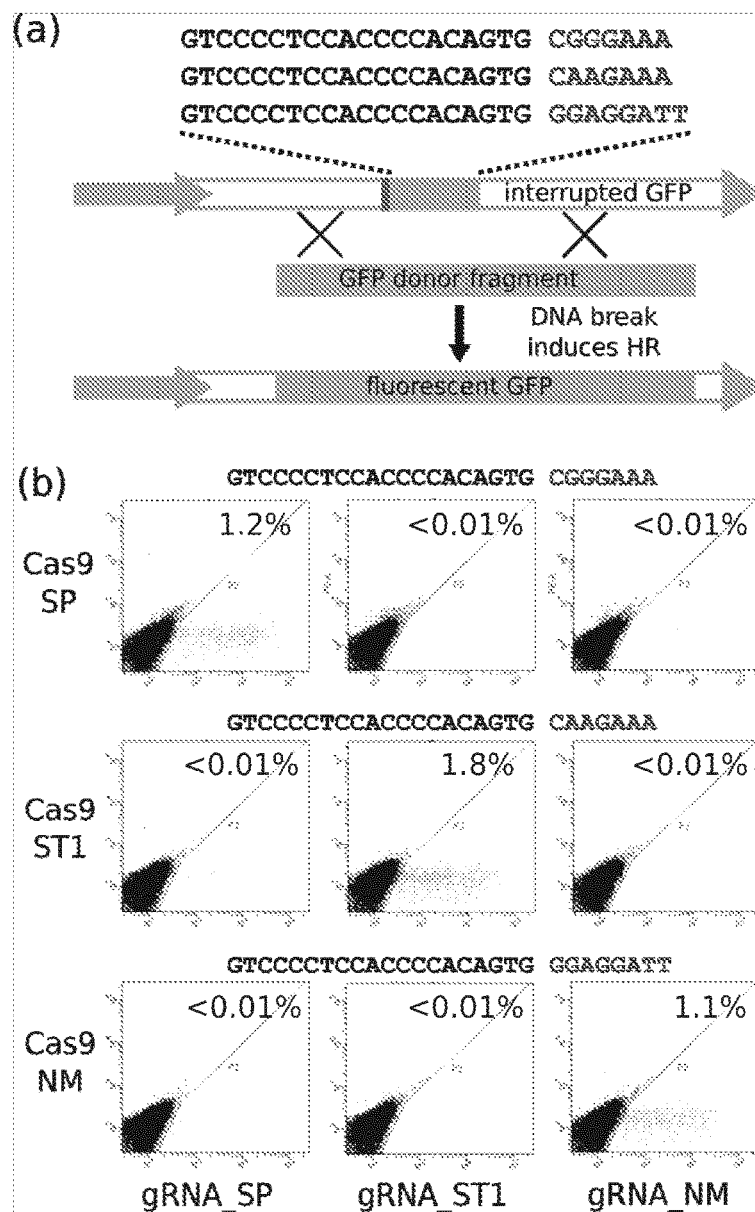 (a)
GTCCCCTCCACCCCACAGTG CGGGAAA
GTCCCCTCCACCCCACAGTG CAAGAAA
GTCCCCTCCACCCCACAGTG GGAGGATT
interrupted GFP
GFP donor fragment
DNA break
induces HR
fluorescent GFP
(b)
GTCCCCTCCACCCCACAGTG CGGGAAA
Cas9
SP
1.2%
<0.01%
<0.01%
GTCCCCTCCACCCCACAGTG CAAGAAA
Cas9
ST1
<0.01%
1.8%
<0.01%
GTCCCCTCCACCCCACAGTG GGAGGATT
Cas9
NM
<0.01%
<0.01%
1.1%
gRNA_SP
gRNA_ST1
gRNA_NM